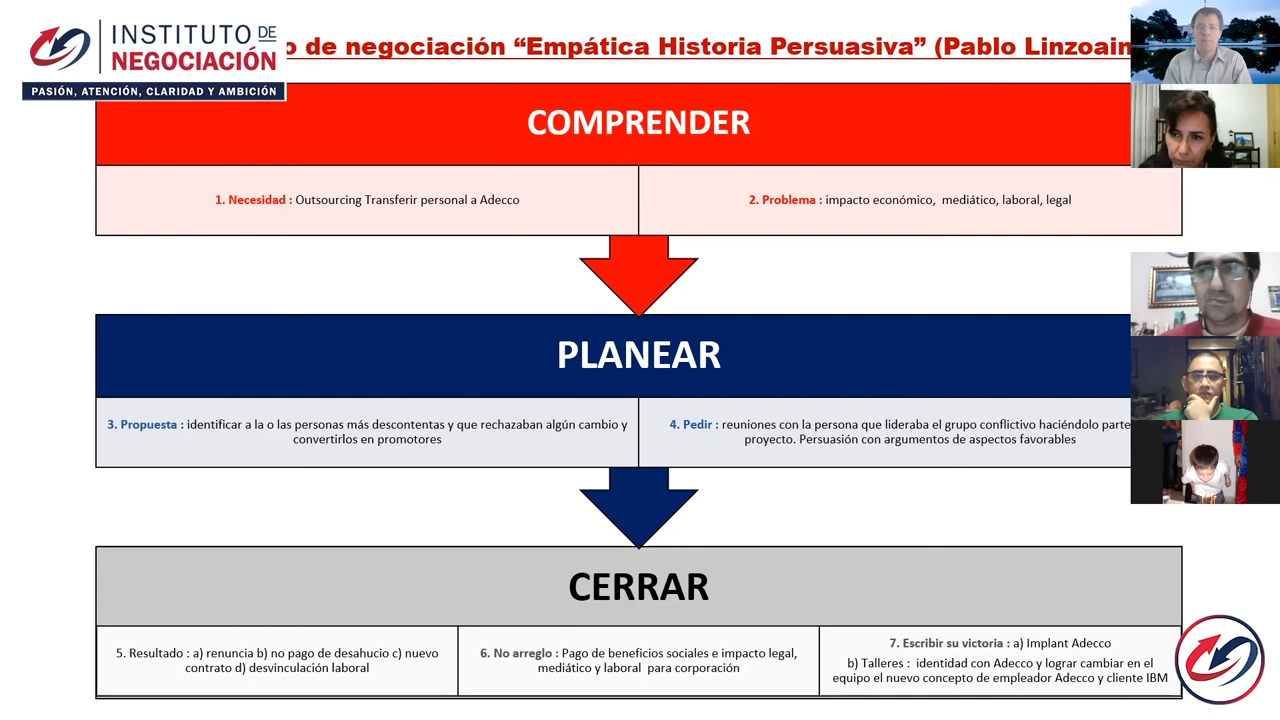 INSTITUTO DE
NEGOCIACIÓN
PASIÓN, ATENCIÓN, CLARIDAD Y AMBICIÓN
o de negociación “Empática Historia Persuasiva” (Pablo Linzoain
COMPRENDER
1. Necesidad : Outsourcing Transferir personal a Adecco
2. Problema : impacto económico, mediático, laboral, legal
PLANEAR
3. Propuesta : identificar a la o las personas más descontentas y que rechazaban algún cambio y
convertirlos en promotores
4. Pedir : reuniones con la persona que lideraba el grupo conflictivo haciéndolo parte
proyecto. Persuasión con argumentos de aspectos favorables
CERRAR
5. Resultado : a) renuncia b) no pago de desahucio c) nuevo
contrato d) desvinculación laboral
6. No arreglo : Pago de beneficios sociales e impacto legal,
mediático y laboral para corporación
7. Escribir su victoria : a) Implant Adecco
b) Talleres : identidad con Adecco y lograr cambiar en el
equipo el nuevo concepto de empleador Adecco y cliente IBM